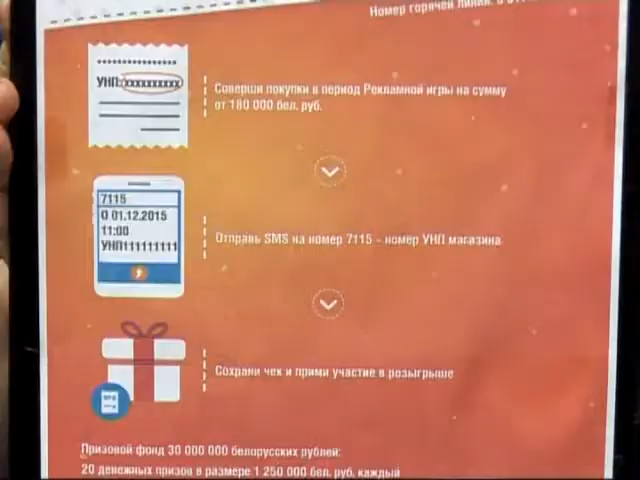 Номер горячей линии:
УНП:xxxxxxxxxx
Соверши покупки в период Рекламной игры на сумму
от 180 000 бел. руб.
7115
О 01.12.2015
11:00
УНП111111111
Отправь SMS на номер 7115 – номер УНП магазина
Сохрани чек и прими участие в розыгрыше
Призовой фонд 30 000 000 белорусских рублей:
20 денежных призов в размере 1 250 000 бел. руб. каждый